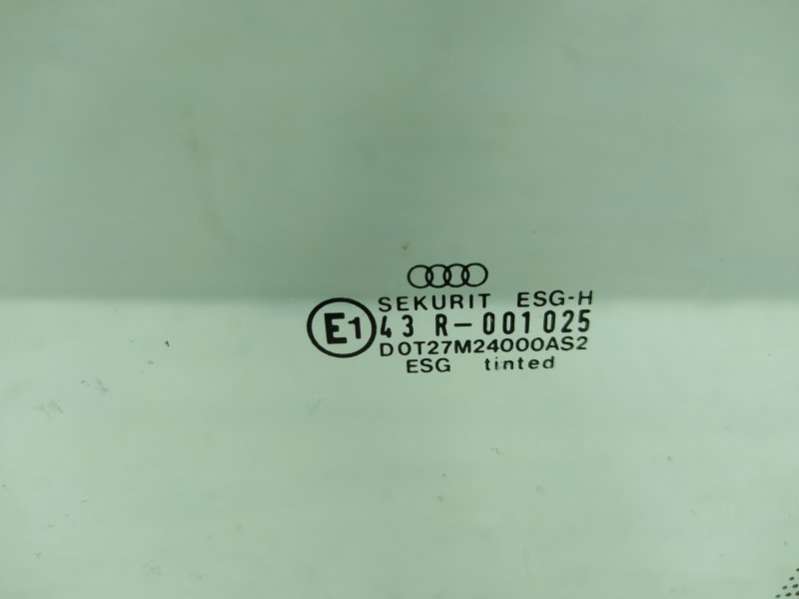 SEKURIT ESG-H
E1 43 R-001025
DOT27M24000AS2
ESG tinted